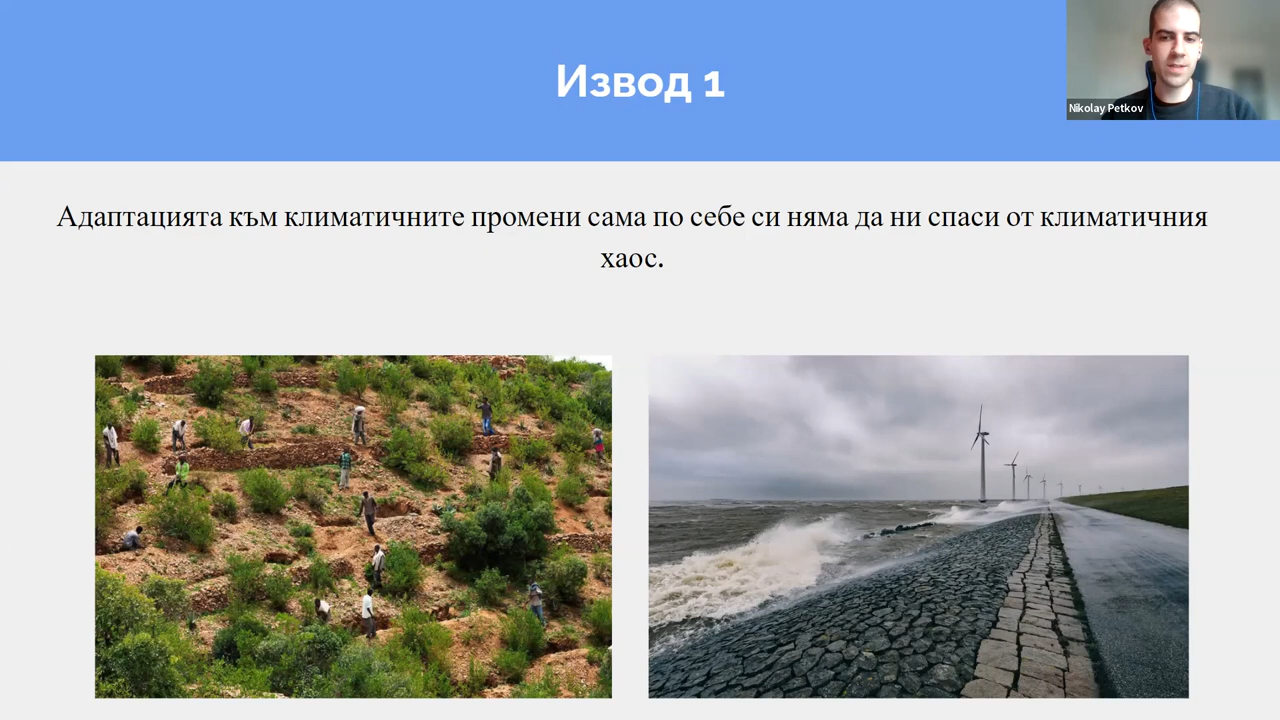 Извод 1
Nikolay Petkov
Адаптацията към климатичните промени сама по себе си няма да ни спаси от климатичния
хаос.